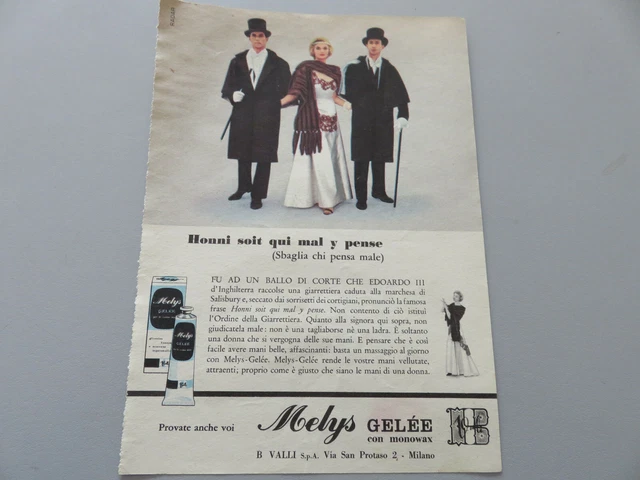 Honni soit qui mal y pense
(Sbaglia chi pensa male)
FU AD UN BALLO DI CORTE CHE EDOARDO III
d'Inghilterra raccolse una giarrettiera caduta alla marchesa di
Salisbury e, seccato dai sorrisetti dei cortigiani, pronunciò la famosa
frase Honni soit qui mal y pense. Non contento di ciò istituì
l'Ordine della Giarrettiera. Quanto alla signora qui sopra, non
giudicatela male: non è una tagliaborse nè una ladra. È soltanto
una donna che si vergogna delle sue mani. E pensare che è così
facile avere mani belle, affascinanti: basta un massaggio al giorno
con Melys-Gelée. Melys-Gelée rende le vostre mani vellutate,
attraenti; proprio come è giusto che siano le mani di una donna.
Melys
GELÉE
Melys
GELÉE
Provate anche voi
Melys GELÉE
con monowax
B VALLI S.p.A. Via San Protaso 2 - Milano